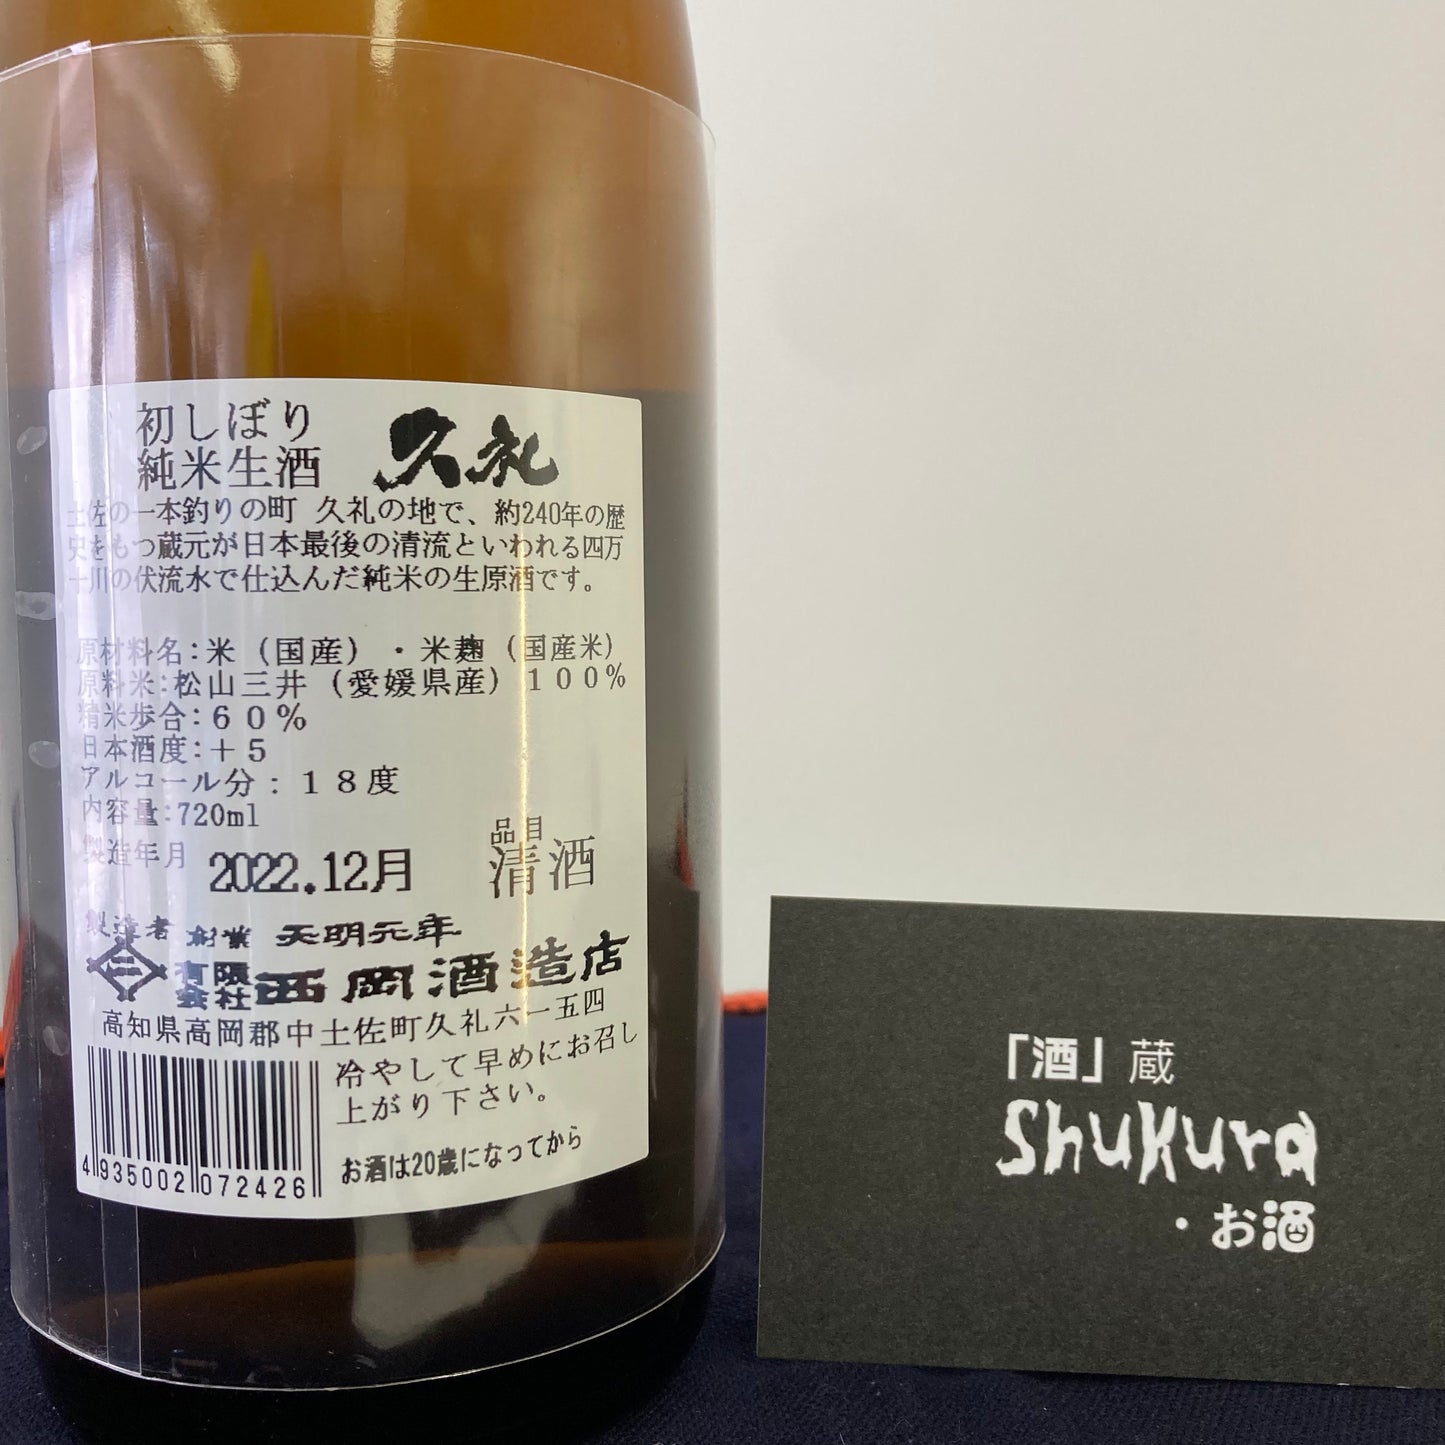 初しぼり
純米生酒
久礼
土佐の一本釣りの町 久礼の地で、約240年の歴
史をもつ蔵元が日本最後の清流といわれる四万
十川の伏流水で仕込んだ純米の生原酒です。
原材料名:米(国産)・米麹(国産米)
原料米:松山三井(愛媛県産)100%
精米歩合:60%
日本酒度:+5
アルコール分:18度
内容量:720ml
製造年月 2022.12月
品目
清酒
製造者 創業 天明元年
有限会社 西岡酒造店
高知県高岡郡中土佐町久礼六一五四
冷やして早めにお召し
上がり下さい。
お酒は20歳になってから
4935002072426
「酒」蔵
Shukura
・お酒